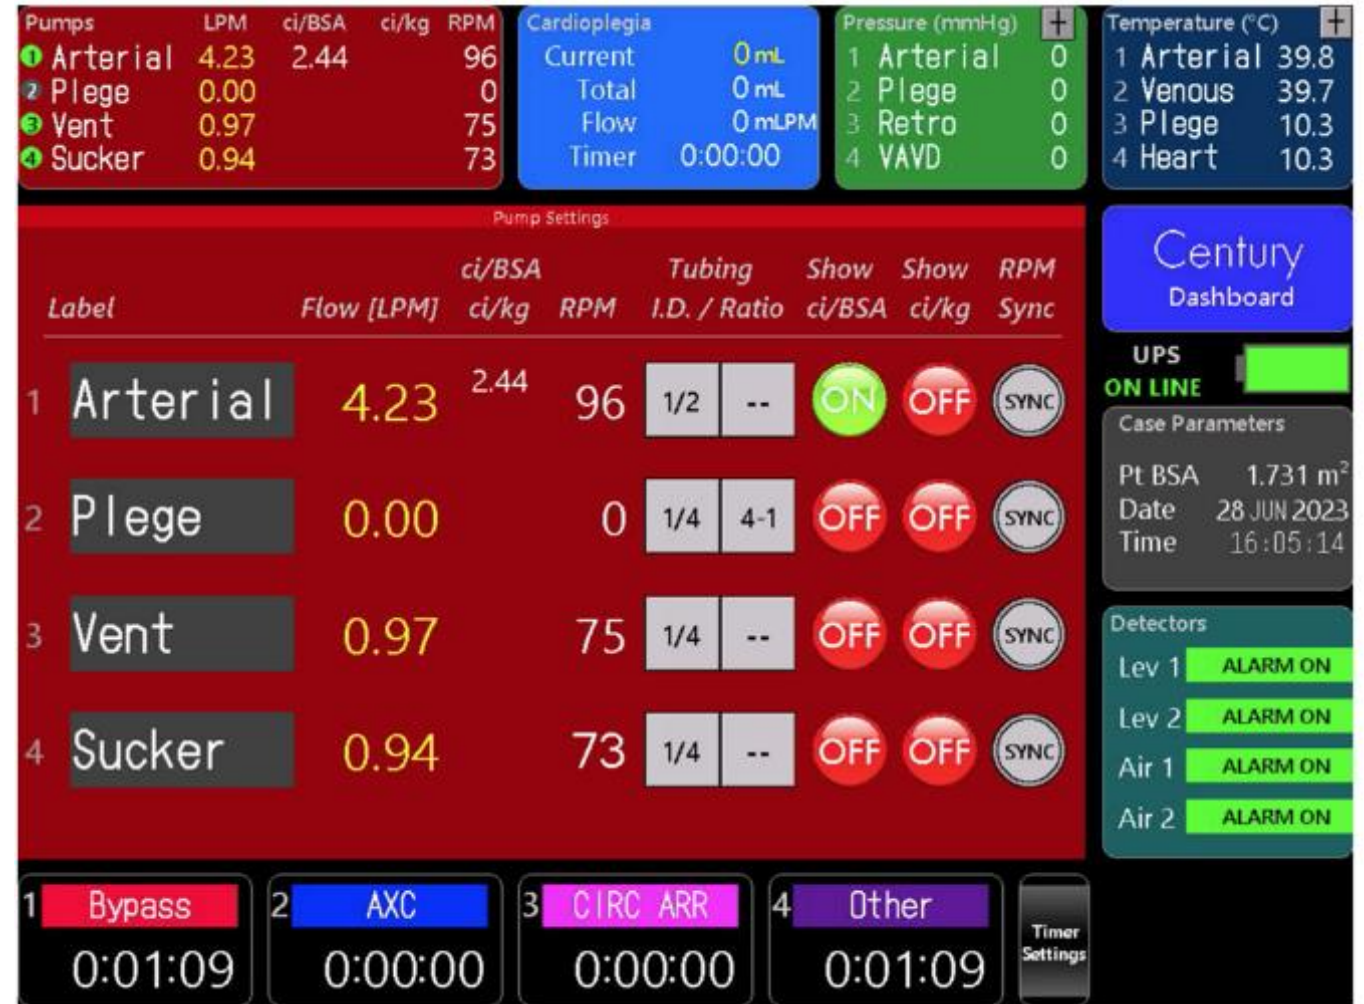 Pumps LPM ci/BSA ci/kg RPM
1 Arterial 4.23 2.44 96
2 Plege 0.00 0
3 Vent 0.97 75
4 Sucker 0.94 73
Cardioplegia
Current 0 mL
Total 0 mL
Flow 0 mLPM
Timer 0:00:00
Pressure (mmHg) +
1 Arterial 0
2 Plege 0
3 Retro 0
4 VAVD 0
Temperature (°C) +
1 Arterial 39.8
2 Venous 39.7
3 Plege 10.3
4 Heart 10.3
Pump Settings
ci/BSA Tubing Show Show RPM
Label Flow [LPM] ci/kg RPM I.D. / Ratio ci/BSA ci/kg Sync
1 Arterial 4.23 2.44 96 1/2 -- ON OFF SYNC
2 Plege 0.00 0 1/4 4-1 OFF OFF SYNC
3 Vent 0.97 75 1/4 -- OFF OFF SYNC
4 Sucker 0.94 73 1/4 -- OFF OFF SYNC
Century
Dashboard
UPS
ON LINE
Case Parameters
Pt BSA 1.731 m²
Date 28 JUN 2023
Time 16:05:14
Detectors
Lev 1 ALARM ON
Lev 2 ALARM ON
Air 1 ALARM ON
Air 2 ALARM ON
1 Bypass
0:01:09
2 AXC
0:00:00
3 CIRC ARR
0:00:00
4 Other
0:01:09
Timer
Settings